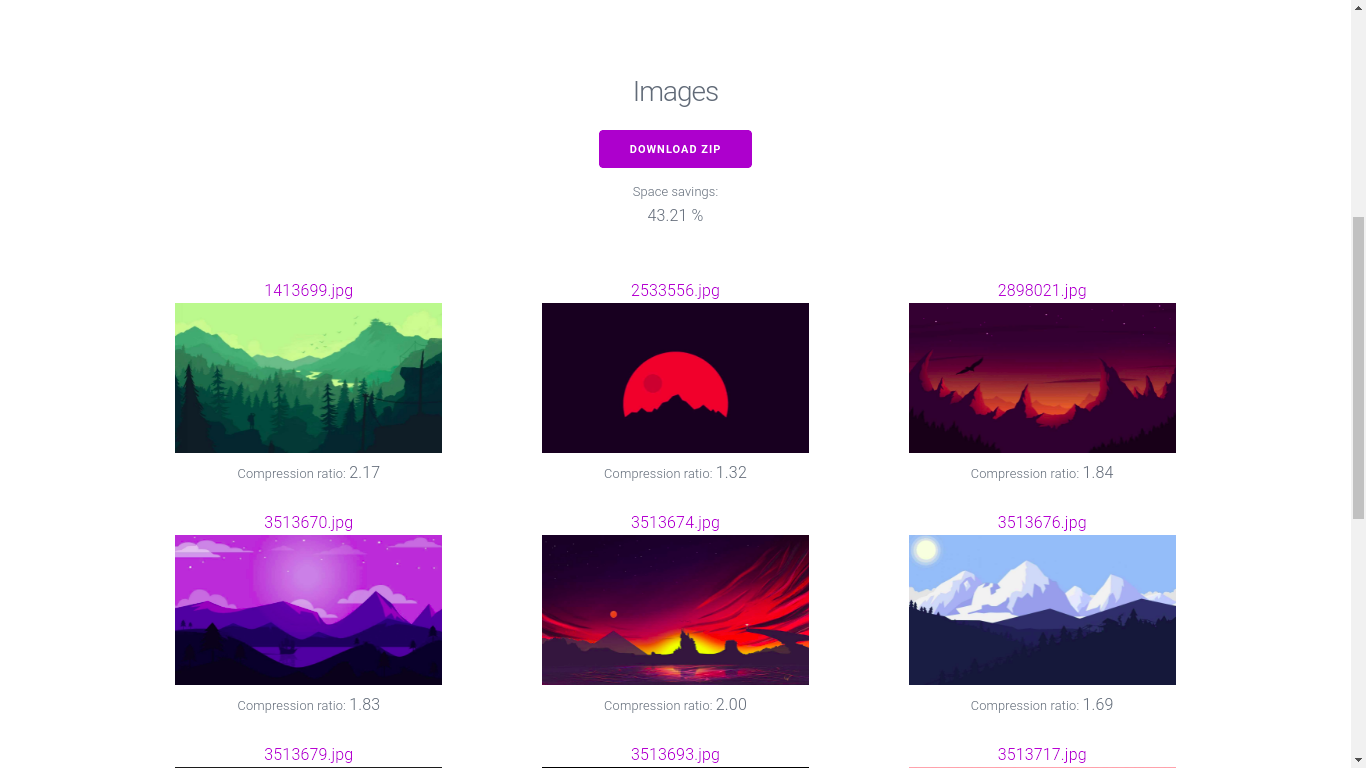 Images
DOWNLOAD ZIP
Space savings:
43.21 %
1413699.jpg
2533556.jpg
2898021.jpg
Compression ratio: 2.17
Compression ratio: 1.32
Compression ratio: 1.84
3513670.jpg
3513674.jpg
3513676.jpg
Compression ratio: 1.83
Compression ratio: 2.00
Compression ratio: 1.69
3513679.jpg
3513693.jpg
3513717.jpg